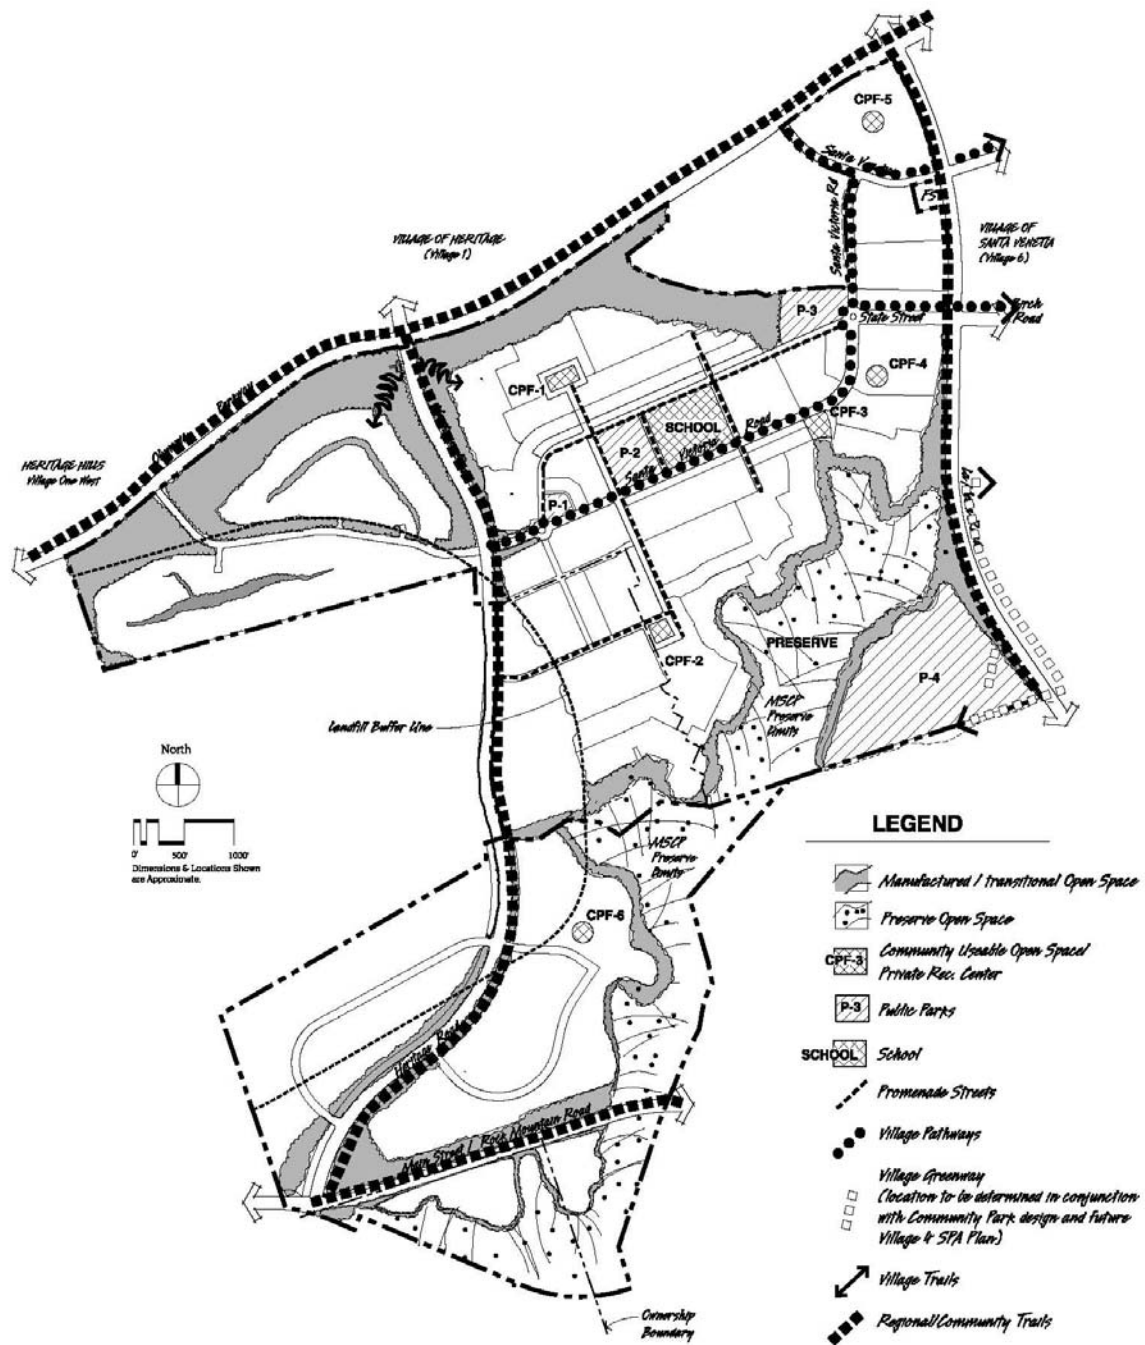 CPF-5
Santa Venetia
FS
Santa Victoria Rd
VILLAGE OF
SANTA VENETIA
(Village 6)
VILLAGE OF HERITAGE
(Village 1)
P-3
State Street
Birch
Road
CPF-4
CPF-1
CPF-3
SCHOOL
P-2
Santa Victoria Road
P-1
Olympic Parkway
HERITAGE HILLS
Village One West
PRESERVE
CPF-2
P-4
MSCP
Preserve
Limits
Landfill Buffer Line
North
0' 500' 1000'
Dimensions & Locations Shown
are Approximate.
MSCP
Preserve
Limits
CPF-6
Heritage Road
Main Street / Rock Mountain Road
Ownership
Boundary
LEGEND
Manufactured / transitional Open Space
Preserve Open Space
CPF-3
Community Useable Open Space/
Private Rec. Center
P-3
Public Parks
SCHOOL
School
Promenade Streets
Village Pathways
Village Greenway
(location to be determined in conjunction
with Community Park design and future
Village 4 SPA Plan)
Village Trails
Regional/Community Trails